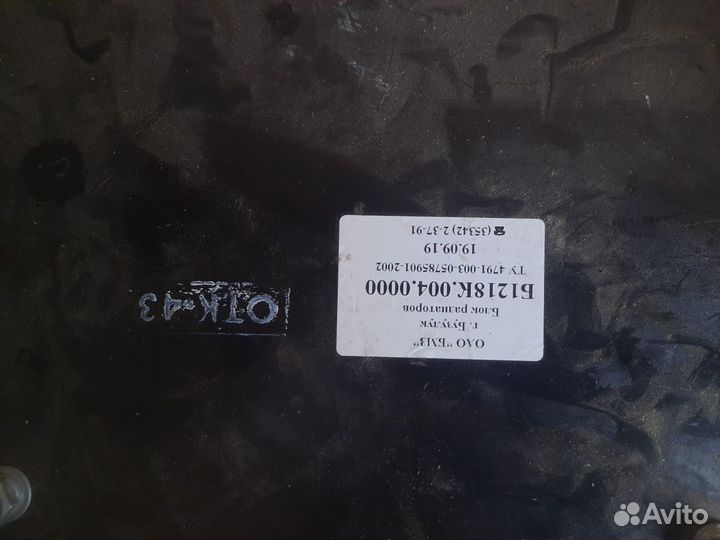 ОАО "БМЗ"
г. Бузулук
Блок радиаторов
Б1218К.004.0000
ТУ 4791-003-05785901-2002
19.09.19
☎(35342) 2-37-91
ОТК-43
Avito